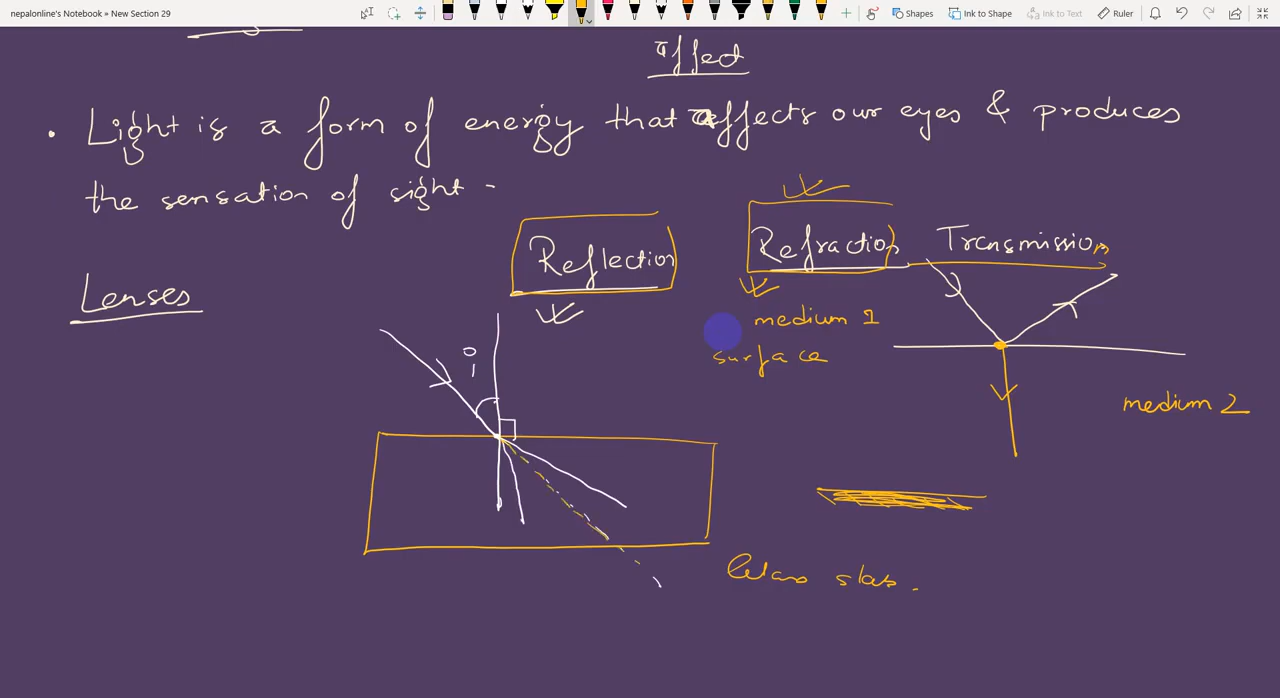 nepalonline's Notebook » New Section 29
Shapes
Ink to Shape
Ink to Text
Ruler
Effect
• Light is a form of energy that affects our eyes & produces
the sensation of sight -
Reflection
Refraction
Transmission
Lenses
medium 1
surface
i
medium 2
Glass slab.